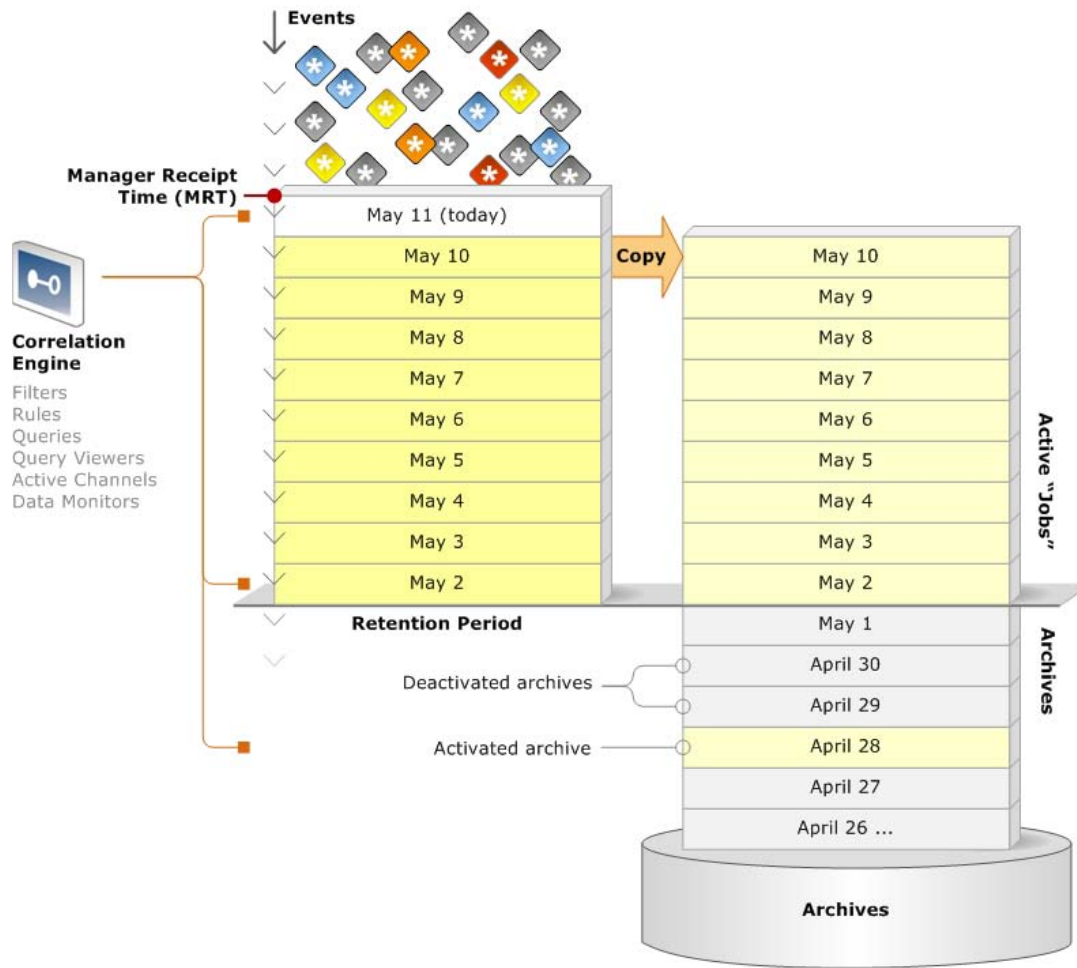 Events
Manager Receipt
Time (MRT)
May 11 (today)
May 10
May 9
May 8
May 7
May 6
May 5
May 4
May 3
May 2
Copy
May 10
May 9
May 8
May 7
May 6
May 5
May 4
May 3
May 2
Active “Jobs”
Correlation
Engine
Filters
Rules
Queries
Query Viewers
Active Channels
Data Monitors
Retention Period
May 1
April 30
April 29
April 28
April 27
April 26 ...
Archives
Deactivated archives
Activated archive
Archives